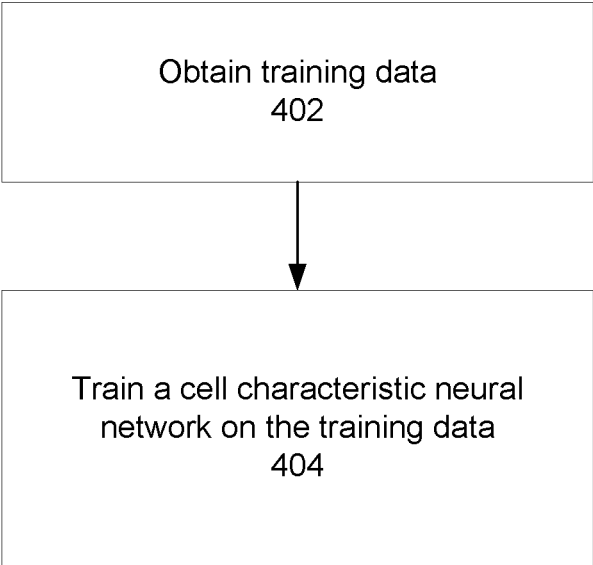 Obtain training data
402
Train a cell characteristic neural
network on the training data
404